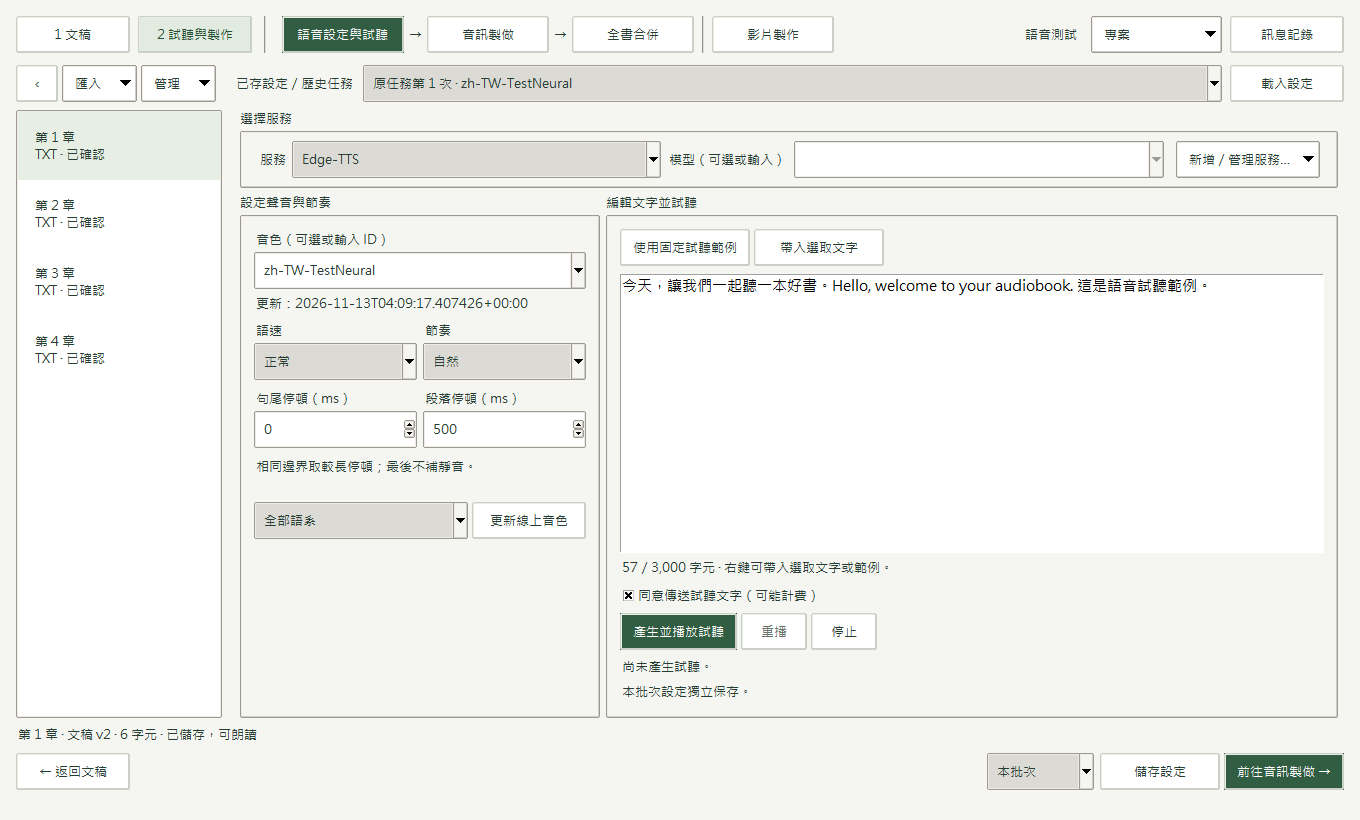 1 文稿 2 試聽與製作 語音設定與試聽 → 音訊製做 → 全書合併 影片製作 語音測試 專案 訊息記錄
‹ 匯入 管理 已存設定 / 歷史任務 原任務第 1 次 · zh-TW-TestNeural 載入設定
第 1 章
TXT · 已確認
第 2 章
TXT · 已確認
第 3 章
TXT · 已確認
第 4 章
TXT · 已確認
選擇服務
服務 Edge-TTS 模型（可選或輸入） 新增 / 管理服務...
設定聲音與節奏
音色（可選或輸入 ID）
zh-TW-TestNeural
更新：2026-11-13T04:09:17.407426+00:00
語速 節奏
正常 自然
句尾停頓（ms） 段落停頓（ms）
0 500
相同邊界取較長停頓；最後不補靜音。
全部語系 更新線上音色
編輯文字並試聽
使用固定試聽範例 帶入選取文字
今天，讓我們一起聽一本好書。Hello, welcome to your audiobook. 這是語音試聽範例。
57 / 3,000 字元 · 右鍵可帶入選取文字或範例。
同意傳送試聽文字（可能計費）
產生並播放試聽 重播 停止
尚未產生試聽。
本批次設定獨立保存。
第 1 章 · 文稿 v2 · 6 字元 · 已儲存，可朗讀
← 返回文稿 本批次 儲存設定 前往音訊製做 →